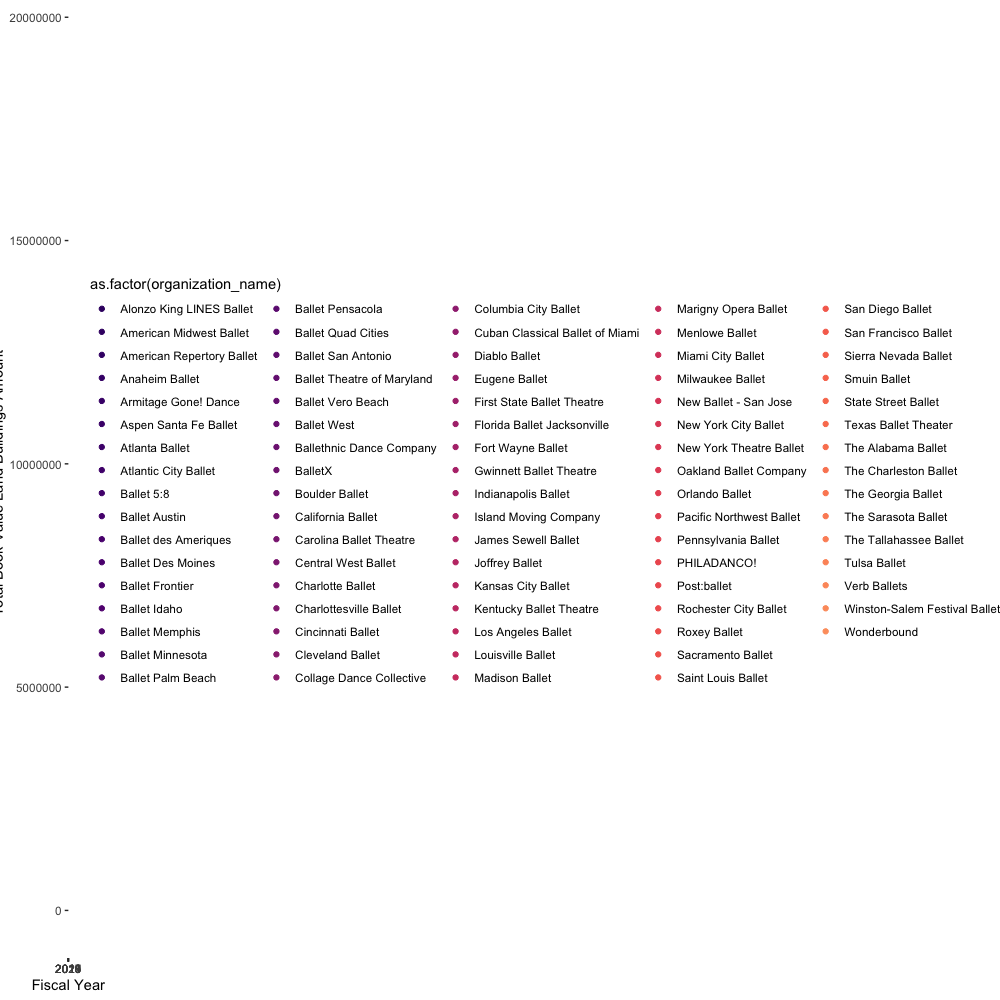 20000000
15000000
as.factor(organization_name)
Alonzo King LINES Ballet
American Midwest Ballet
American Repertory Ballet
Anaheim Ballet
Armitage Gone! Dance
Aspen Santa Fe Ballet
Atlanta Ballet
Atlantic City Ballet
Ballet 5:8
Ballet Austin
Ballet des Ameriques
Ballet Des Moines
Ballet Frontier
Ballet Idaho
Ballet Memphis
Ballet Minnesota
Ballet Palm Beach
Ballet Pensacola
Ballet Quad Cities
Ballet San Antonio
Ballet Theatre of Maryland
Ballet Vero Beach
Ballet West
Ballethnic Dance Company
BalletX
Boulder Ballet
California Ballet
Carolina Ballet Theatre
Central West Ballet
Charlotte Ballet
Charlottesville Ballet
Cincinnati Ballet
Cleveland Ballet
Collage Dance Collective
Columbia City Ballet
Cuban Classical Ballet of Miami
Diablo Ballet
Eugene Ballet
First State Ballet Theatre
Florida Ballet Jacksonville
Fort Wayne Ballet
Gwinnett Ballet Theatre
Indianapolis Ballet
Island Moving Company
James Sewell Ballet
Joffrey Ballet
Kansas City Ballet
Kentucky Ballet Theatre
Los Angeles Ballet
Louisville Ballet
Madison Ballet
Marigny Opera Ballet
Menlowe Ballet
Miami City Ballet
Milwaukee Ballet
New Ballet - San Jose
New York City Ballet
New York Theatre Ballet
Oakland Ballet Company
Orlando Ballet
Pacific Northwest Ballet
Pennsylvania Ballet
PHILADANCO!
Post:ballet
Rochester City Ballet
Roxey Ballet
Sacramento Ballet
Saint Louis Ballet
San Diego Ballet
San Francisco Ballet
Sierra Nevada Ballet
Smuin Ballet
State Street Ballet
Texas Ballet Theater
The Alabama Ballet
The Charleston Ballet
The Georgia Ballet
The Sarasota Ballet
The Tallahassee Ballet
Tulsa Ballet
Verb Ballets
Winston-Salem Festival Ballet
Wonderbound
10000000
5000000
0
Fiscal Year